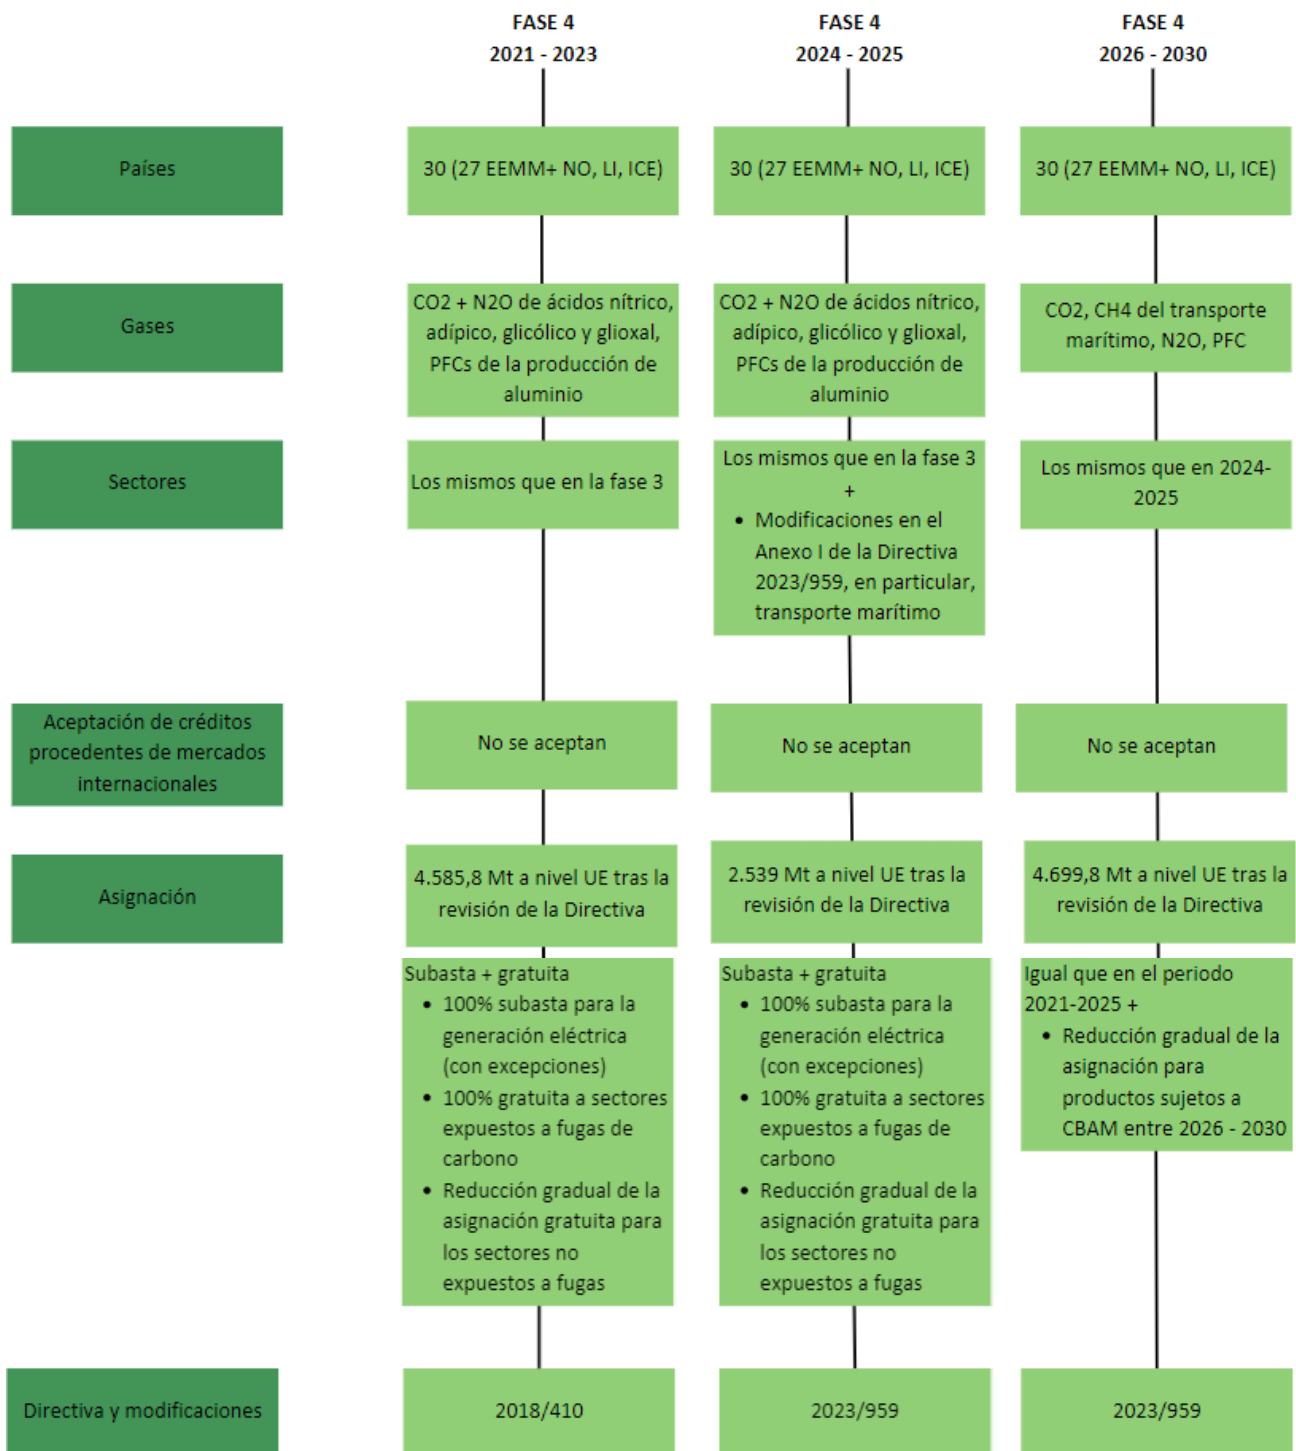 FASE 4
2021 - 2023
FASE 4
2024 - 2025
FASE 4
2026 - 2030
Países
30 (27 EEMM+ NO, LI, ICE)
30 (27 EEMM+ NO, LI, ICE)
30 (27 EEMM+ NO, LI, ICE)
Gases
CO2 + N2O de ácidos nítrico,
adípico, glicólico y glioxal,
PFCs de la producción de
aluminio
CO2 + N2O de ácidos nítrico,
adípico, glicólico y glioxal,
PFCs de la producción de
aluminio
CO2, CH4 del transporte
marítimo, N2O, PFC
Sectores
Los mismos que en la fase 3
Los mismos que en la fase 3
+
• Modificaciones en el
Anexo I de la Directiva
2023/959, en particular,
transporte marítimo
Los mismos que en 2024-
2025
Aceptación de créditos
procedentes de mercados
internacionales
No se aceptan
No se aceptan
No se aceptan
Asignación
4.585,8 Mt a nivel UE tras la
revisión de la Directiva
2.539 Mt a nivel UE tras la
revisión de la Directiva
4.699,8 Mt a nivel UE tras la
revisión de la Directiva
Subasta + gratuita
• 100% subasta para la
generación eléctrica
(con excepciones)
• 100% gratuita a sectores
expuestos a fugas de
carbono
• Reducción gradual de la
asignación gratuita para
los sectores no
expuestos a fugas
Subasta + gratuita
• 100% subasta para la
generación eléctrica
(con excepciones)
• 100% gratuita a sectores
expuestos a fugas de
carbono
• Reducción gradual de la
asignación gratuita para
los sectores no
expuestos a fugas
Igual que en el periodo
2021-2025 +
• Reducción gradual de la
asignación para
productos sujetos a
CBAM entre 2026 - 2030
Directiva y modificaciones
2018/410
2023/959
2023/959